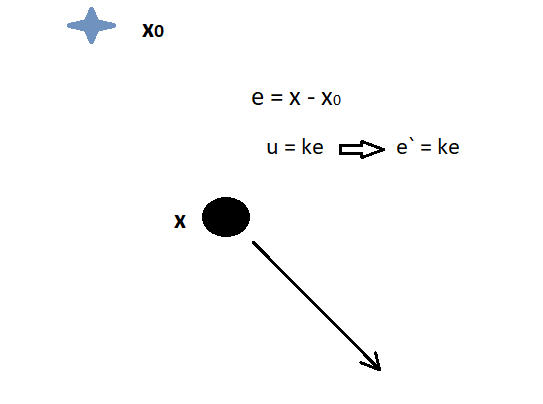 x0
e = x - x0
u = ke ⇨ e` = ke
x